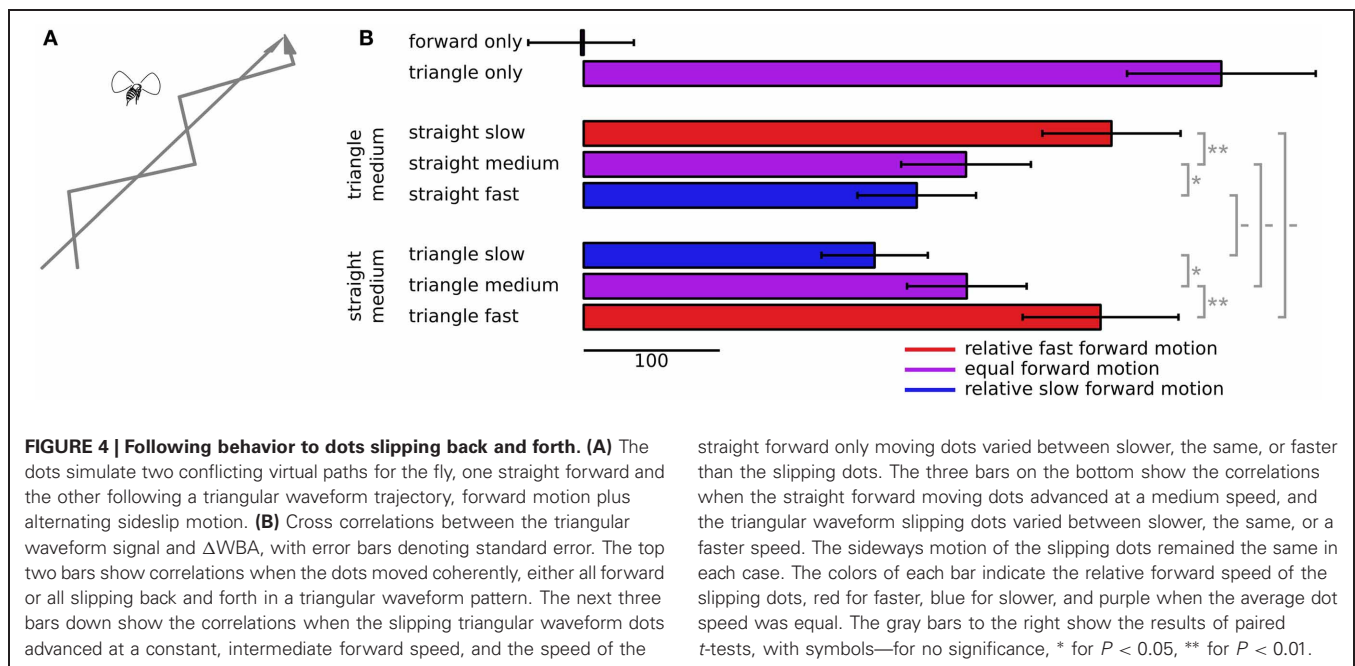 A
B
forward only
triangle only
triangle medium
straight slow
straight medium
straight fast
straight medium
triangle slow
triangle medium
triangle fast
**
*
-
-
-
*
**
100
relative fast forward motion
equal forward motion
relative slow forward motion
FIGURE 4 | Following behavior to dots slipping back and forth. (A) The
dots simulate two conflicting virtual paths for the fly, one straight forward and
the other following a triangular waveform trajectory, forward motion plus
alternating sideslip motion. (B) Cross correlations between the triangular
waveform signal and ΔWBA, with error bars denoting standard error. The top
two bars show correlations when the dots moved coherently, either all forward
or all slipping back and forth in a triangular waveform pattern. The next three
bars down show the correlations when the slipping triangular waveform dots
advanced at a constant, intermediate forward speed, and the speed of the
straight forward only moving dots varied between slower, the same, or faster
than the slipping dots. The three bars on the bottom show the correlations
when the straight forward moving dots advanced at a medium speed, and
the triangular waveform slipping dots varied between slower, the same, or a
faster speed. The sideways motion of the slipping dots remained the same in
each case. The colors of each bar indicate the relative forward speed of the
slipping dots, red for faster, blue for slower, and purple when the average dot
speed was equal. The gray bars to the right show the results of paired
t-tests, with symbols—for no significance, * for P < 0.05, ** for P < 0.01.